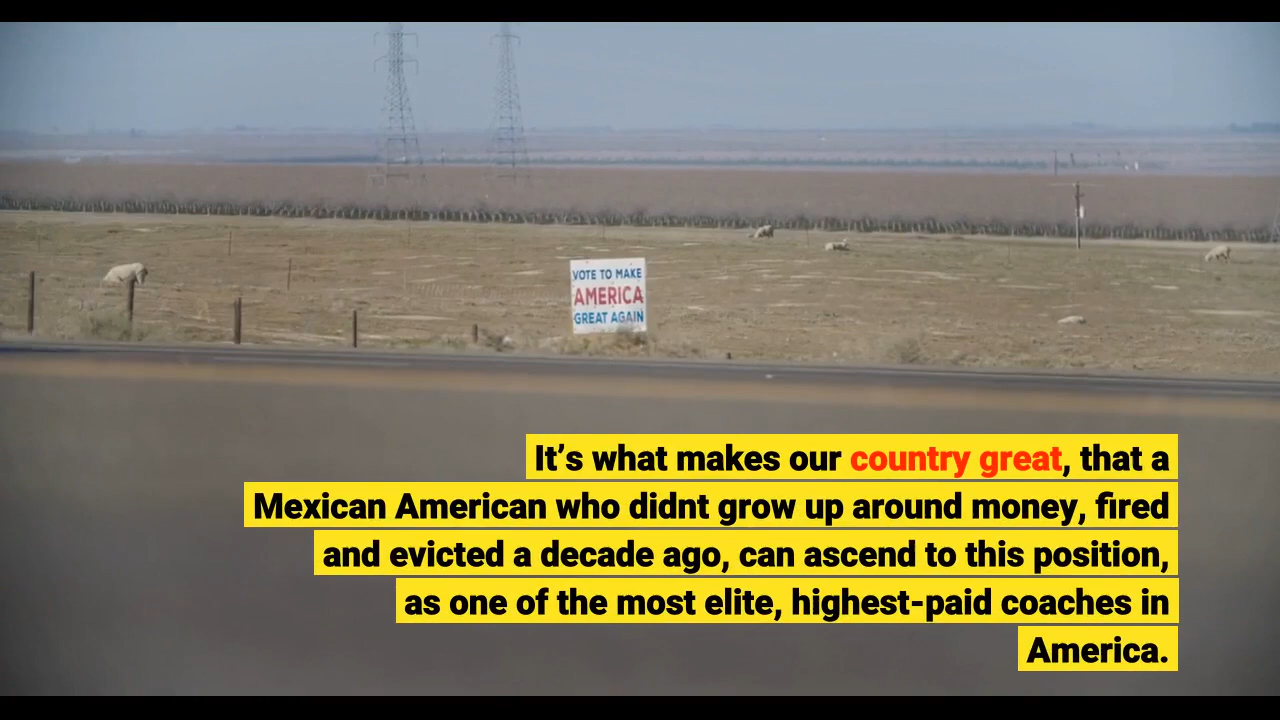 VOTE TO MAKE
AMERICA
GREAT AGAIN
It’s what makes our country great, that a
Mexican American who didnt grow up around money, fired
and evicted a decade ago, can ascend to this position,
as one of the most elite, highest-paid coaches in
America.